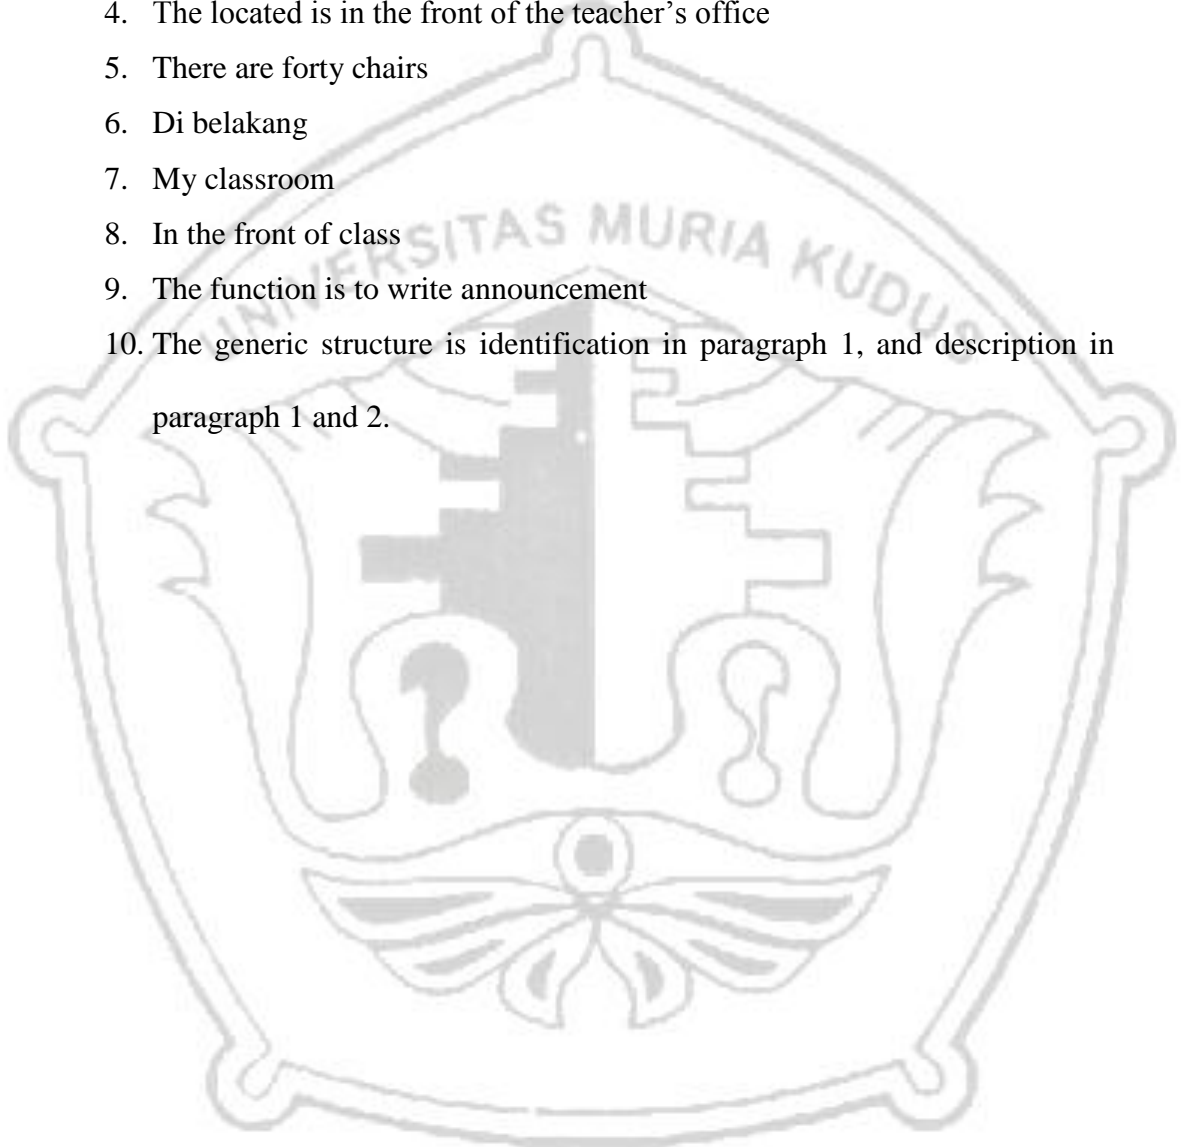 4. The located is in the front of the teacher’s office
5. There are forty chairs
6. Di belakang
7. My classroom
8. In the front of class
9. The function is to write announcement
10. The generic structure is identification in paragraph 1, and description in
paragraph 1 and 2.
UNIVERSITAS MURIA KUDUS